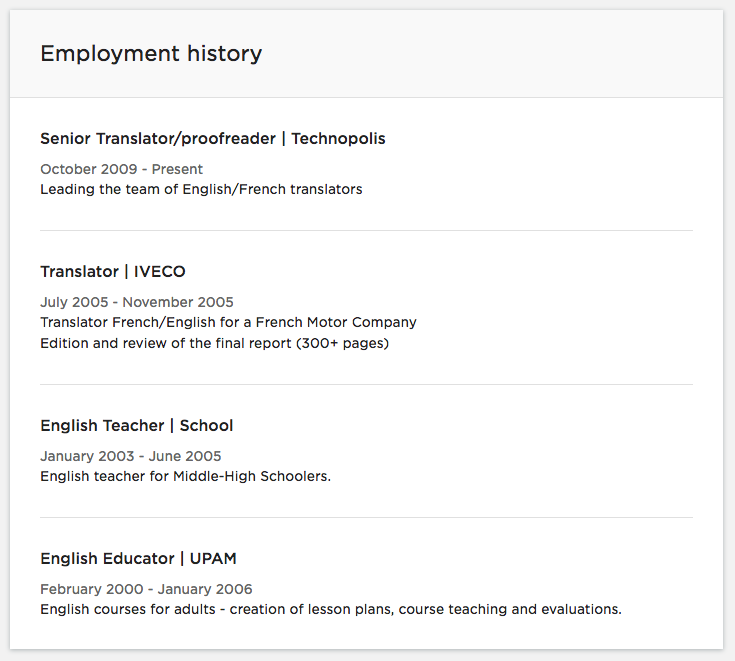 Employment history
Senior Translator/proofreader | Technopolis
October 2009 - Present
Leading the team of English/French translators
Translator | IVECO
July 2005 - November 2005
Translator French/English for a French Motor Company
Edition and review of the final report (300+ pages)
English Teacher | School
January 2003 - June 2005
English teacher for Middle-High Schoolers.
English Educator | UPAM
February 2000 - January 2006
English courses for adults - creation of lesson plans, course teaching and evaluations.